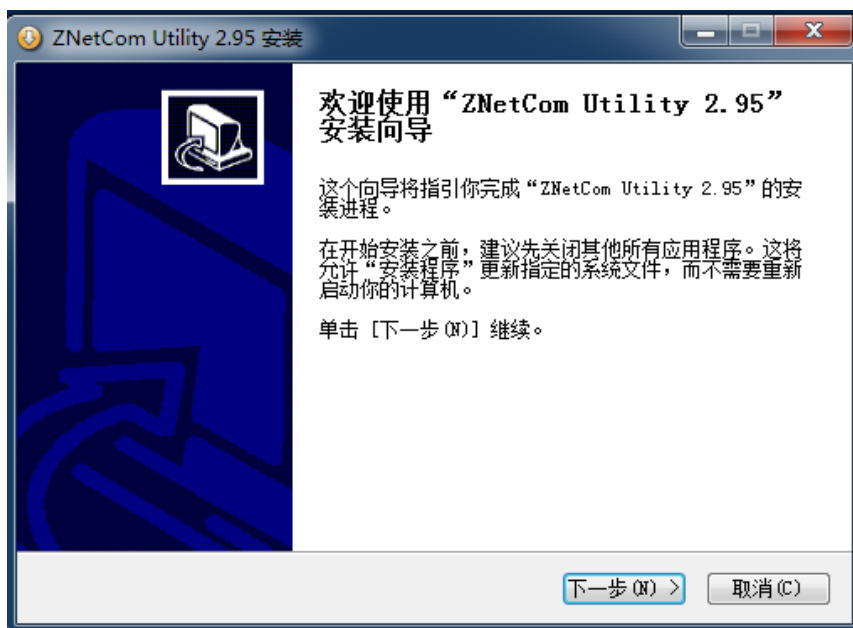 ZNetCom Utility 2.95 安装
欢迎使用“ZNetCom Utility 2.95”
安装向导
这个向导将指引你完成“ZNetCom Utility 2.95”的安
装进程。
在开始安装之前，建议先关闭其他所有应用程序。这将
允许“安装程序”更新指定的系统文件，而不需要重新
启动你的计算机。
单击 [下一步(N)] 继续。
下一步(N) >
取消(C)